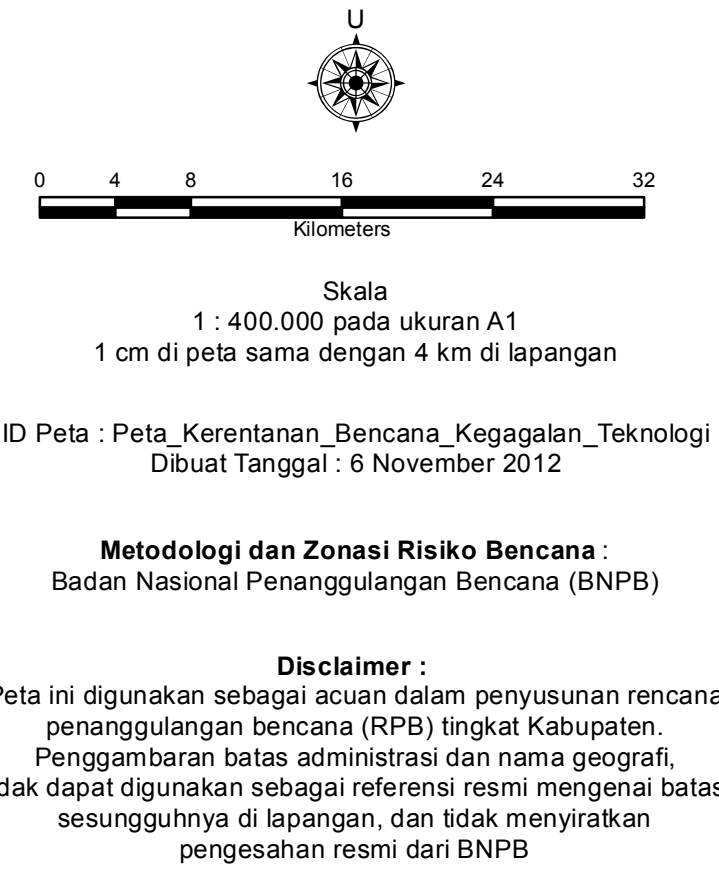 U
0 4 8 16 24 32
Kilometers
Skala
1 : 400.000 pada ukuran A1
1 cm di peta sama dengan 4 km di lapangan
ID Peta : Peta_Kerentanan_Bencana_Kegagalan_Teknologi
Dibuat Tanggal : 6 November 2012
Metodologi dan Zonasi Risiko Bencana :
Badan Nasional Penanggulangan Bencana (BNPB)
Disclaimer :
Peta ini digunakan sebagai acuan dalam penyusunan rencana
penanggulangan bencana (RPB) tingkat Kabupaten.
Penggambaran batas administrasi dan nama geografi,
dak dapat digunakan sebagai referensi resmi mengenai batas
sesungguhnya di lapangan, dan tidak menyiratkan
pengesahan resmi dari BNPB